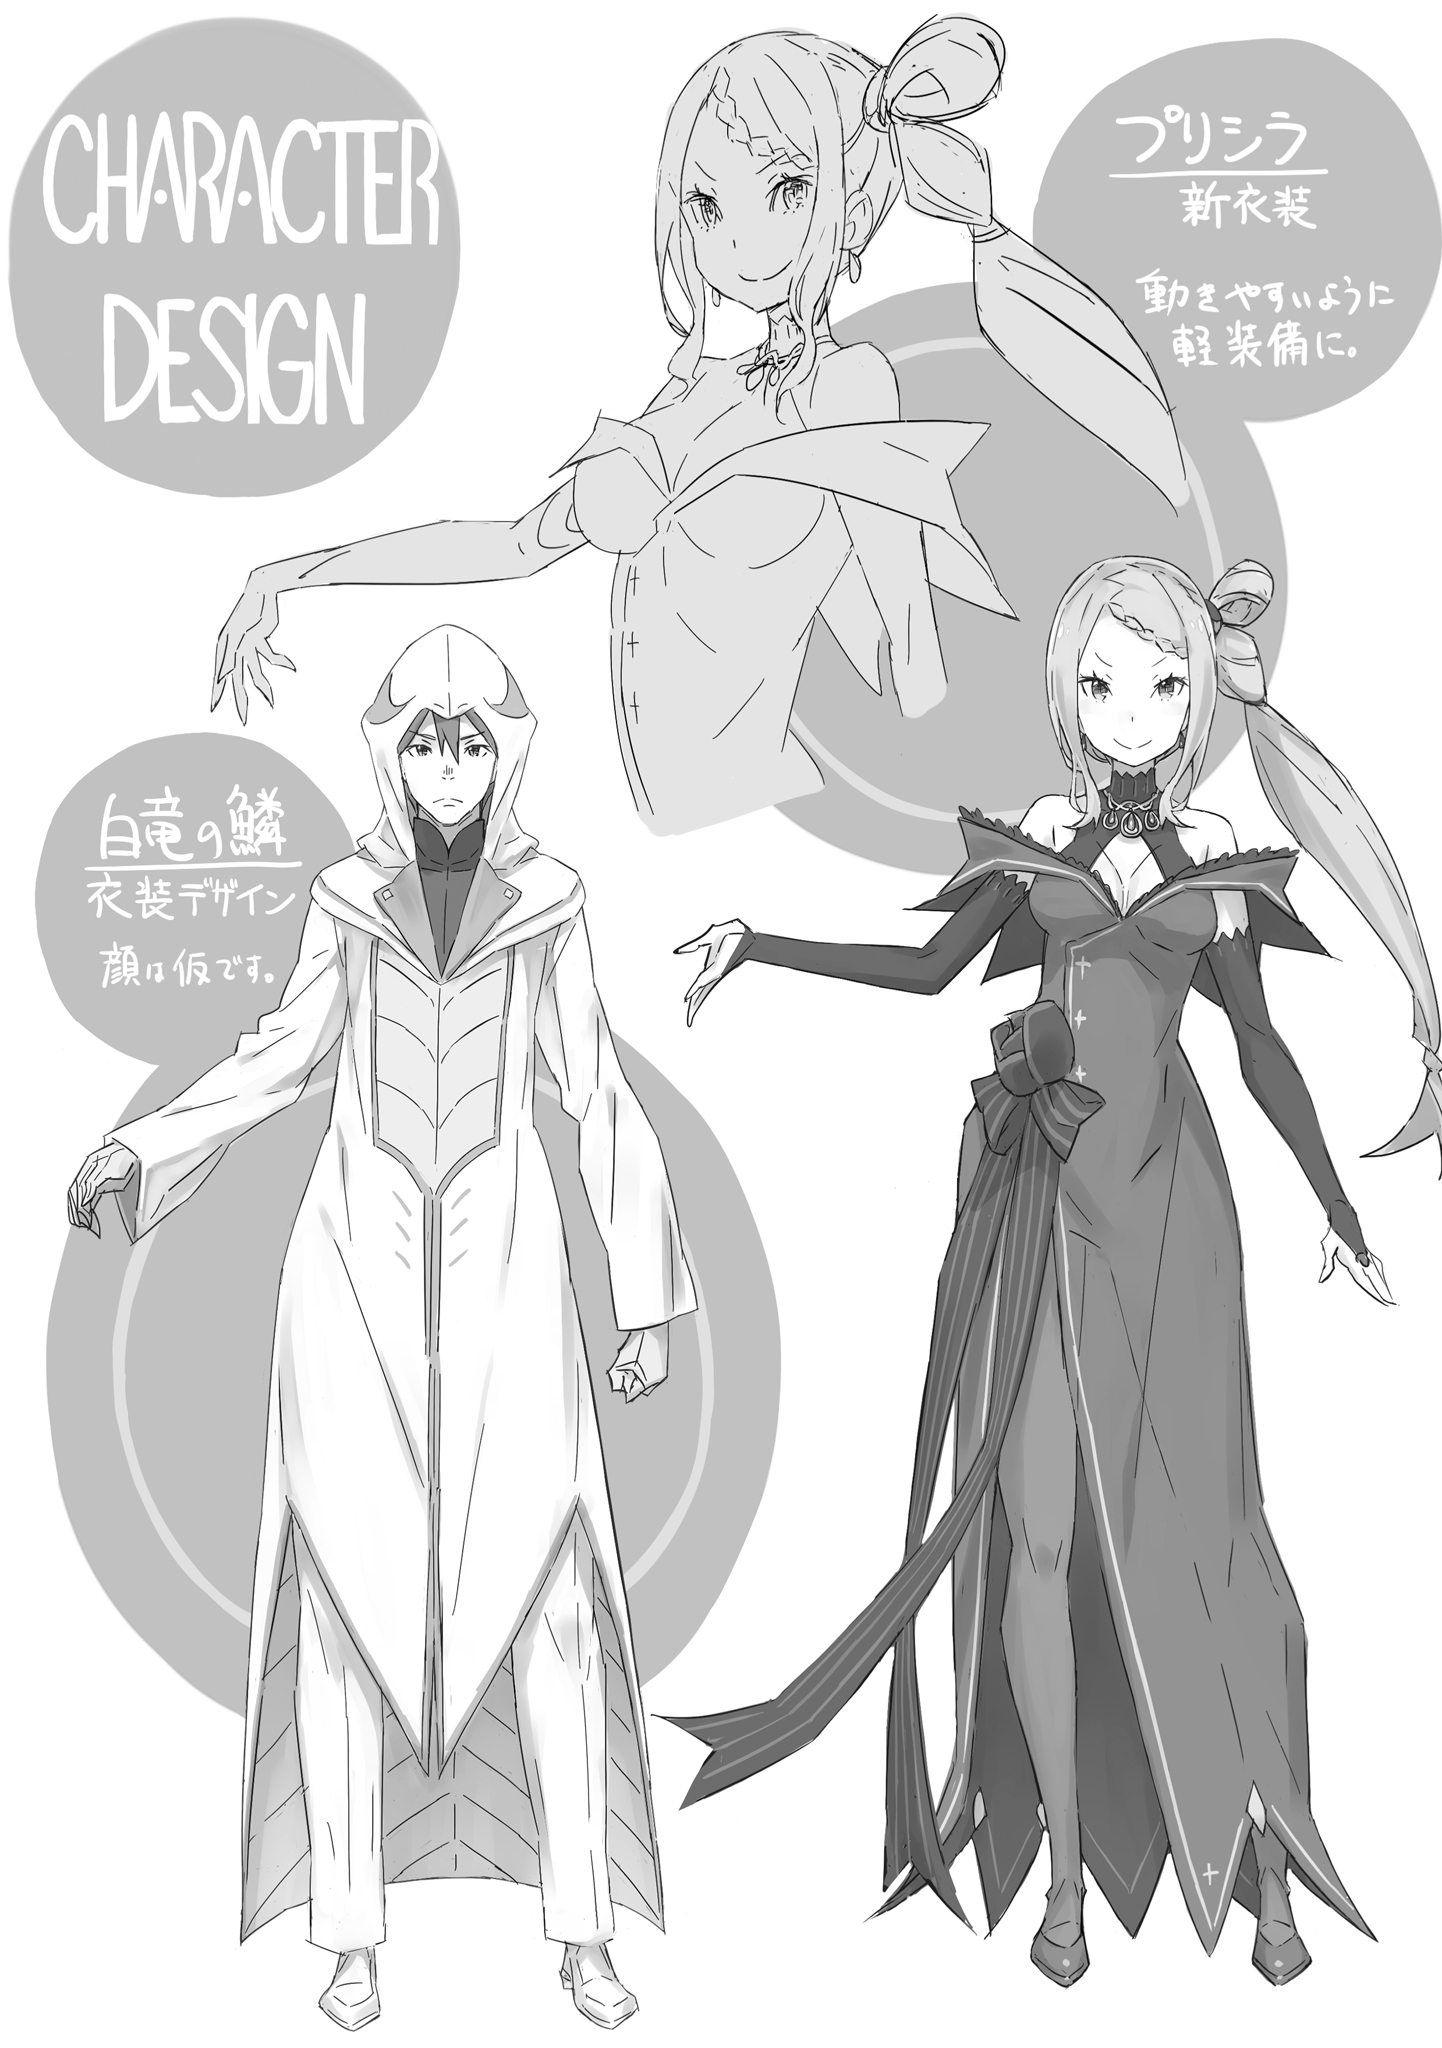 CHARACTER
DESIGN
プリシラ
新衣装
動きやすいように
軽装備に。
白竜の鱗
衣装デザイン
顔は仮です。